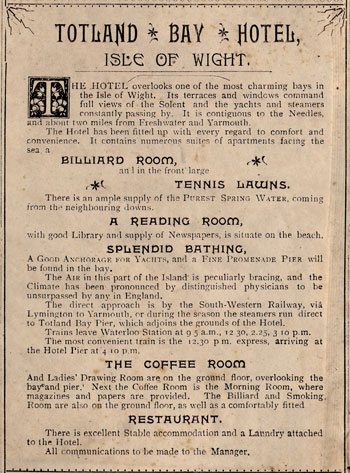 TOTLAND * BAY * HOTEL,
ISLE OF WIGHT.
THE HOTEL overlooks one of the most charming bays in
the Isle of Wight. Its terraces and windows command
full views of the Solent and the yachts and steamers
constantly passing by. It is contiguous to the Needles,
and about two miles from Freshwater and Yarmouth.
The Hotel has been fitted up with every regard to comfort and
convenience. It contains numerous suites of apartments facing the
sea, a
BILLIARD ROOM,
and in the front large
TENNIS LAWNS.
There is an ample supply of the PUREST SPRING WATER, coming
from the neighbouring downs.
A READING ROOM,
with good Library and supply of Newspapers, is situate on the beach.
SPLENDID BATHING,
A GOOD ANCHORAGE FOR YACHTS, and a FINE PROMENADE PIER will
be found in the bay.
The AIR in this part of the Island is peculiarly bracing, and the
Climate has been pronounced by distinguished physicians to be
unsurpassed by any in England.
The direct approach is by the South-Western Railway, viâ
Lymington to Yarmouth, or during the season the steamers run direct
to Totland Bay Pier, which adjoins the grounds of the Hotel.
Trains leave Waterloo Station at 9 5 a.m., 12 30, 2.25, 3 10 p.m.
The most convenient train is the 12.30 p.m. express, arriving at
the Hotel Pier at 4 10 p.m.
THE COFFEE ROOM
And Ladies' Drawing Room are on the ground floor, overlooking the
bay and pier. Next the Coffee Room is the Morning Room, where
magazines and papers are provided. The Billiard and Smoking
Room are also on the ground floor, as well as a comfortably fitted
RESTAURANT.
There is excellent Stable accommodation and a Laundry attached
to the Hotel.
All communications to be made to the Manager.